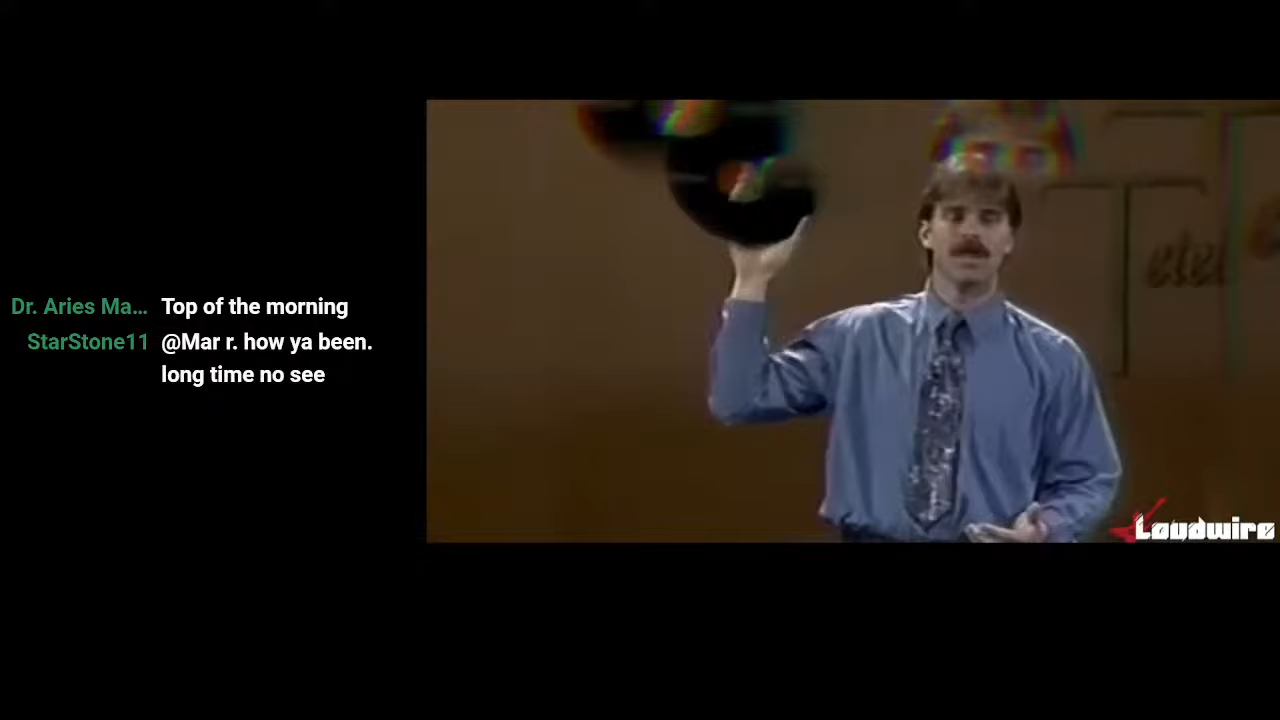 Dr. Aries Ma... Top of the morning
StarStone11 @Mar r. how ya been.
long time no see
Loudwire